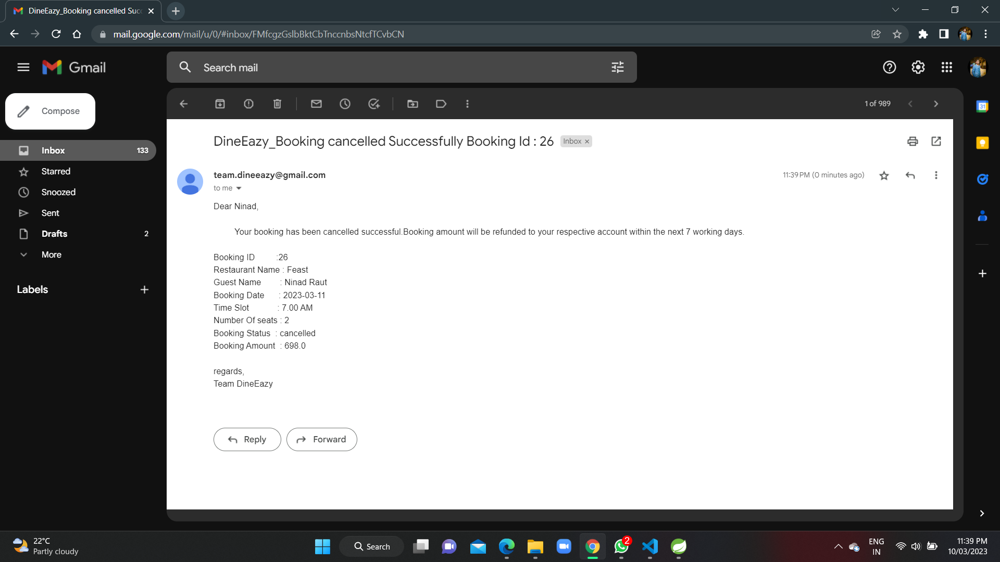 DineEazy_Booking cancelled Succ
mail.google.com/mail/u/0/#inbox/FMfcgzGslbBktCbTnccnbsNtcfTCvbCN
Gmail
Search mail
Compose
1 of 989
Inbox 133
Starred
Snoozed
Sent
Drafts 2
More
Labels
DineEazy_Booking cancelled Successfully Booking Id : 26 Inbox
team.dineeazy@gmail.com 11:39 PM (0 minutes ago)
to me
Dear Ninad,
Your booking has been cancelled successful.Booking amount will be refunded to your respective account within the next 7 working days.
Booking ID :26
Restaurant Name : Feast
Guest Name : Ninad Raut
Booking Date : 2023-03-11
Time Slot : 7.00 AM
Number Of seats : 2
Booking Status : cancelled
Booking Amount : 698.0
regards,
Team DineEazy
Reply Forward
31
22°C
Partly cloudy
Search
2
ENG
IN
11:39 PM
10/03/2023